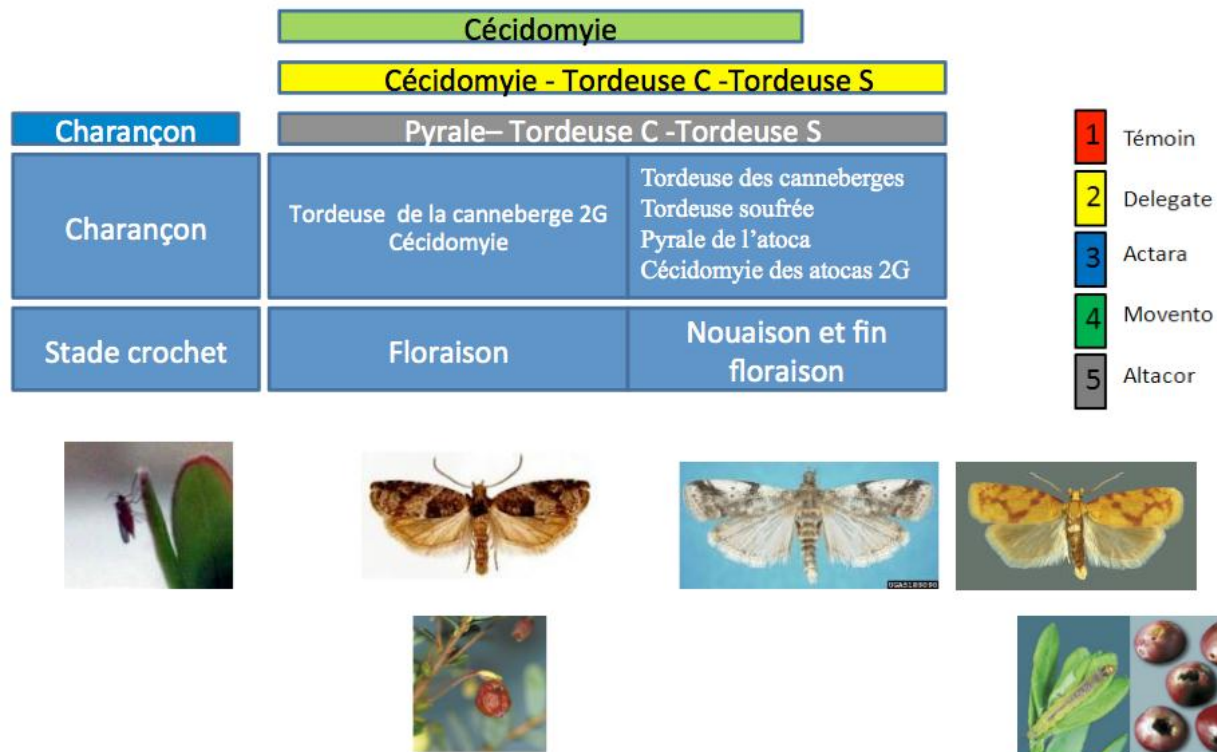 Cécidomyie
Cécidomyie - Tordeuse C -Tordeuse S
Charançon
Pyrale– Tordeuse C -Tordeuse S
Charançon
Tordeuse de la canneberge 2G
Cécidomyie
Tordeuse des canneberges
Tordeuse soufrée
Pyrale de l’atoca
Cécidomyie des atocas 2G
Stade crochet
Floraison
Nouaison et fin
floraison
1 Témoin
2 Delegate
3 Actara
4 Movento
5 Altacor